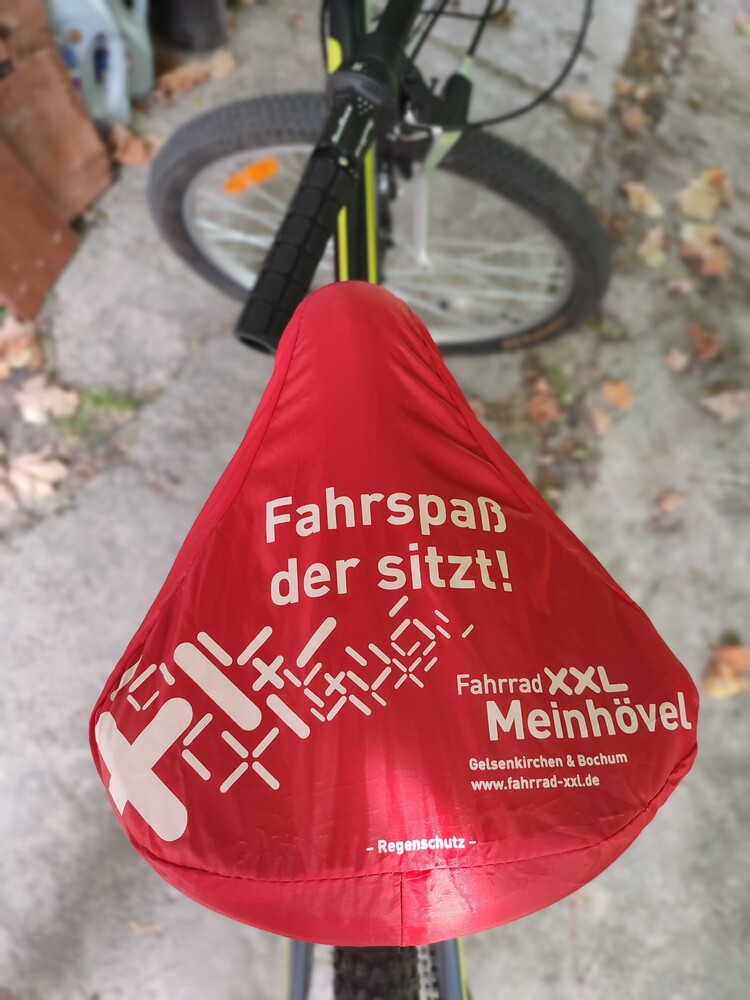 Fahrspaß
der sitzt!
Fahrrad XXL
Meinhövel
Gelsenkirchen & Bochum
www.fahrrad-xxl.de
– Regenschutz –